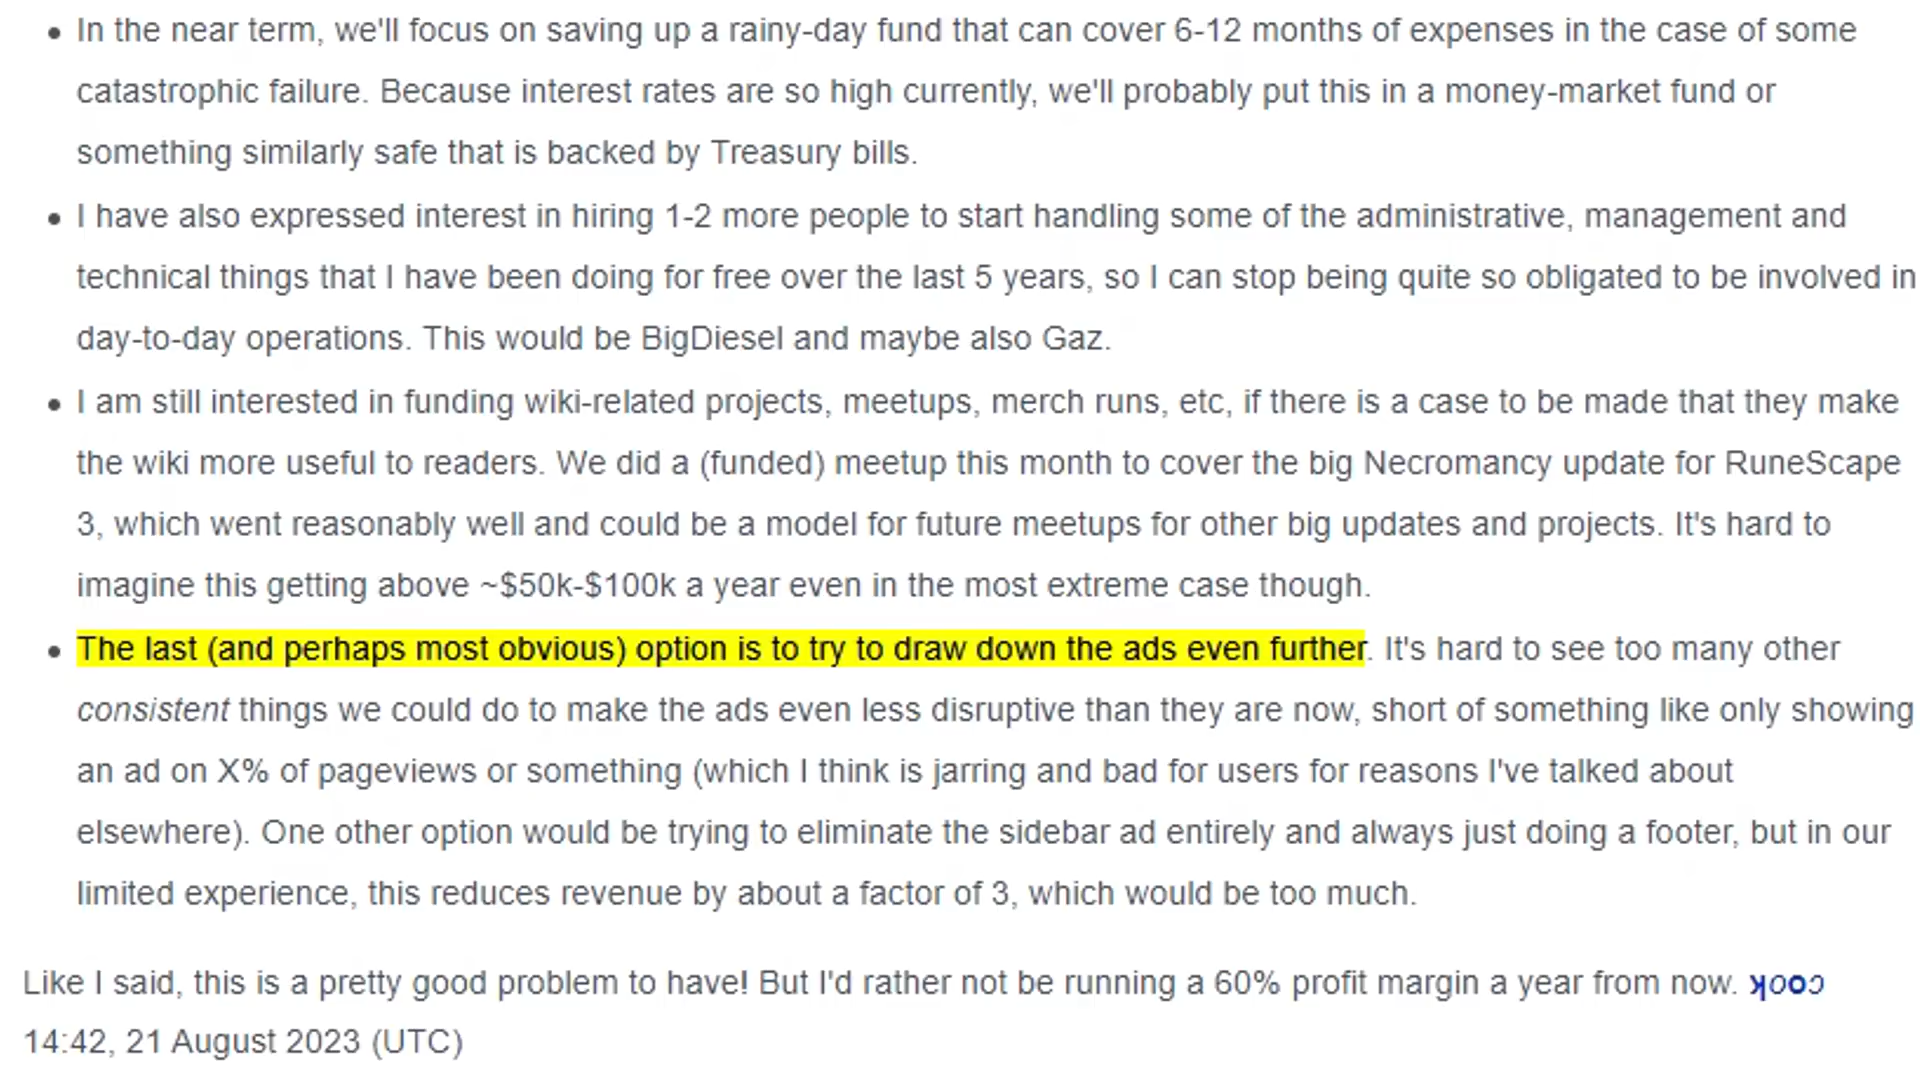 In the near term, we'll focus on saving up a rainy-day fund that can cover 6-12 months of expenses in the case of some
catastrophic failure. Because interest rates are so high currently, we'll probably put this in a money-market fund or
something similarly safe that is backed by Treasury bills.
I have also expressed interest in hiring 1-2 more people to start handling some of the administrative, management and
technical things that I have been doing for free over the last 5 years, so I can stop being quite so obligated to be involved in
day-to-day operations. This would be BigDiesel and maybe also Gaz.
I am still interested in funding wiki-related projects, meetups, merch runs, etc, if there is a case to be made that they make
the wiki more useful to readers. We did a (funded) meetup this month to cover the big Necromancy update for RuneScape
3, which went reasonably well and could be a model for future meetups for other big updates and projects. It's hard to
imagine this getting above ~$50k-$100k a year even in the most extreme case though.
The last (and perhaps most obvious) option is to try to draw down the ads even further. It's hard to see too many other
consistent things we could do to make the ads even less disruptive than they are now, short of something like only showing
an ad on X% of pageviews or something (which I think is jarring and bad for users for reasons I've talked about
elsewhere). One other option would be trying to eliminate the sidebar ad entirely and always just doing a footer, but in our
limited experience, this reduces revenue by about a factor of 3, which would be too much.
Like I said, this is a pretty good problem to have! But I'd rather not be running a 60% profit margin a year from now. cook
14:42, 21 August 2023 (UTC)